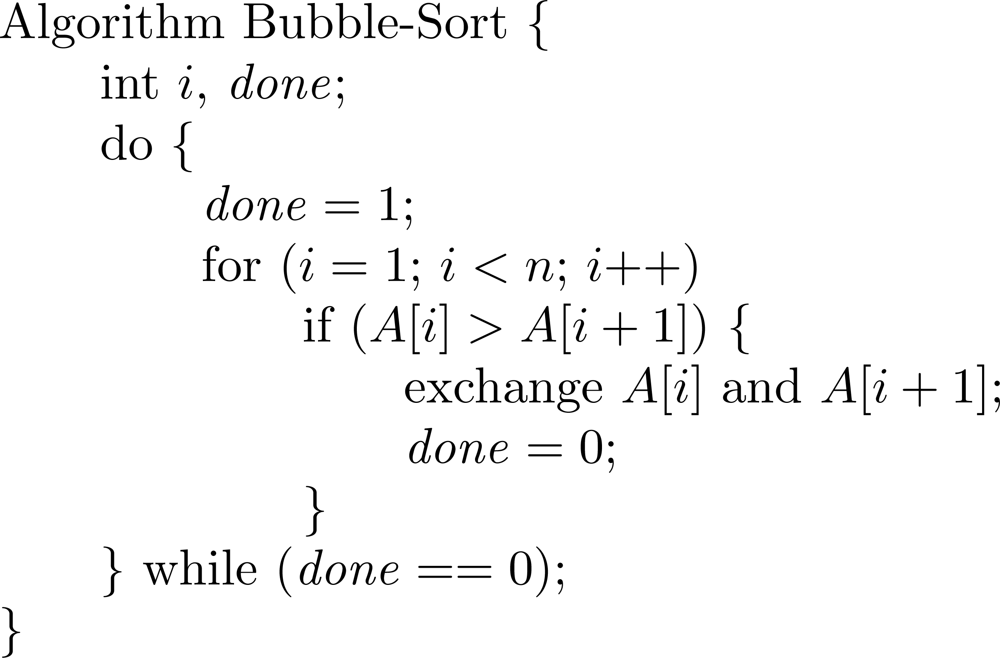 Algorithm Bubble-Sort {
int i, done;
do {
done = 1;
for (i = 1; i < n; i++)
if (A[i] > A[i + 1]) {
exchange A[i] and A[i + 1];
done = 0;
}
} while (done == 0);
}